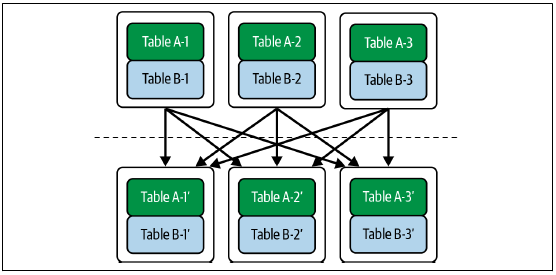 Table A-1
Table B-1
Table A-2
Table B-2
Table A-3
Table B-3
Table A-1′
Table B-1′
Table A-2′
Table B-2′
Table A-3′
Table B-3′